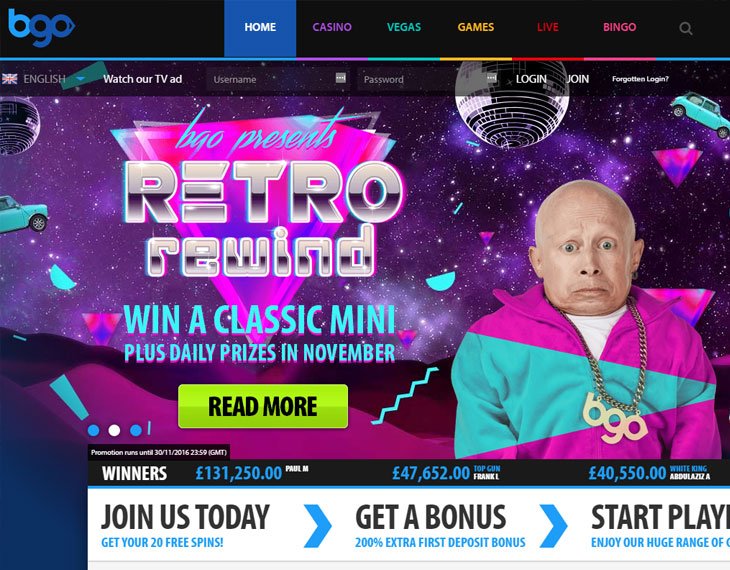 bgo
HOME CASINO VEGAS GAMES LIVE BINGO
ENGLISH Watch our TV ad Username Password LOGIN JOIN Forgotten Login?
bgo presents
RETRO
rewind
WIN A CLASSIC MINI
PLUS DAILY PRIZES IN NOVEMBER
READ MORE
bgo
Promotion runs until 30/11/2016 23:59 (GMT)
WINNERS £131,250.00 PAUL M £47,652.00 TOP GUN FRANK L £40,550.00 WHITE KING ABDULAZIZ A
JOIN US TODAY GET A BONUS START PLAYI
GET YOUR 20 FREE SPINS! 200% EXTRA FIRST DEPOSIT BONUS ENJOY OUR HUGE RANGE OF